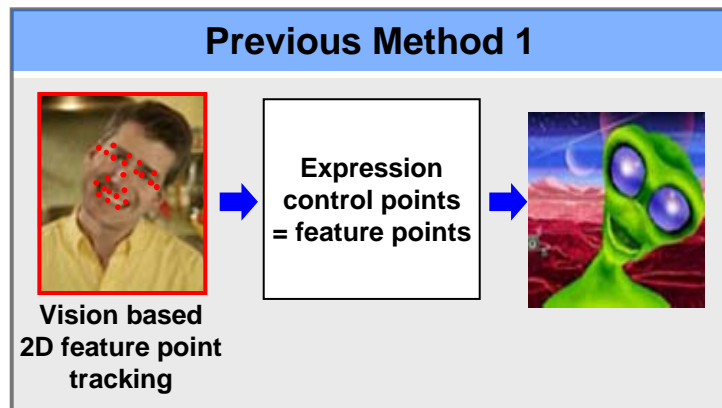 Previous Method 1
Expression
control points
= feature points
Vision based
2D feature point
tracking